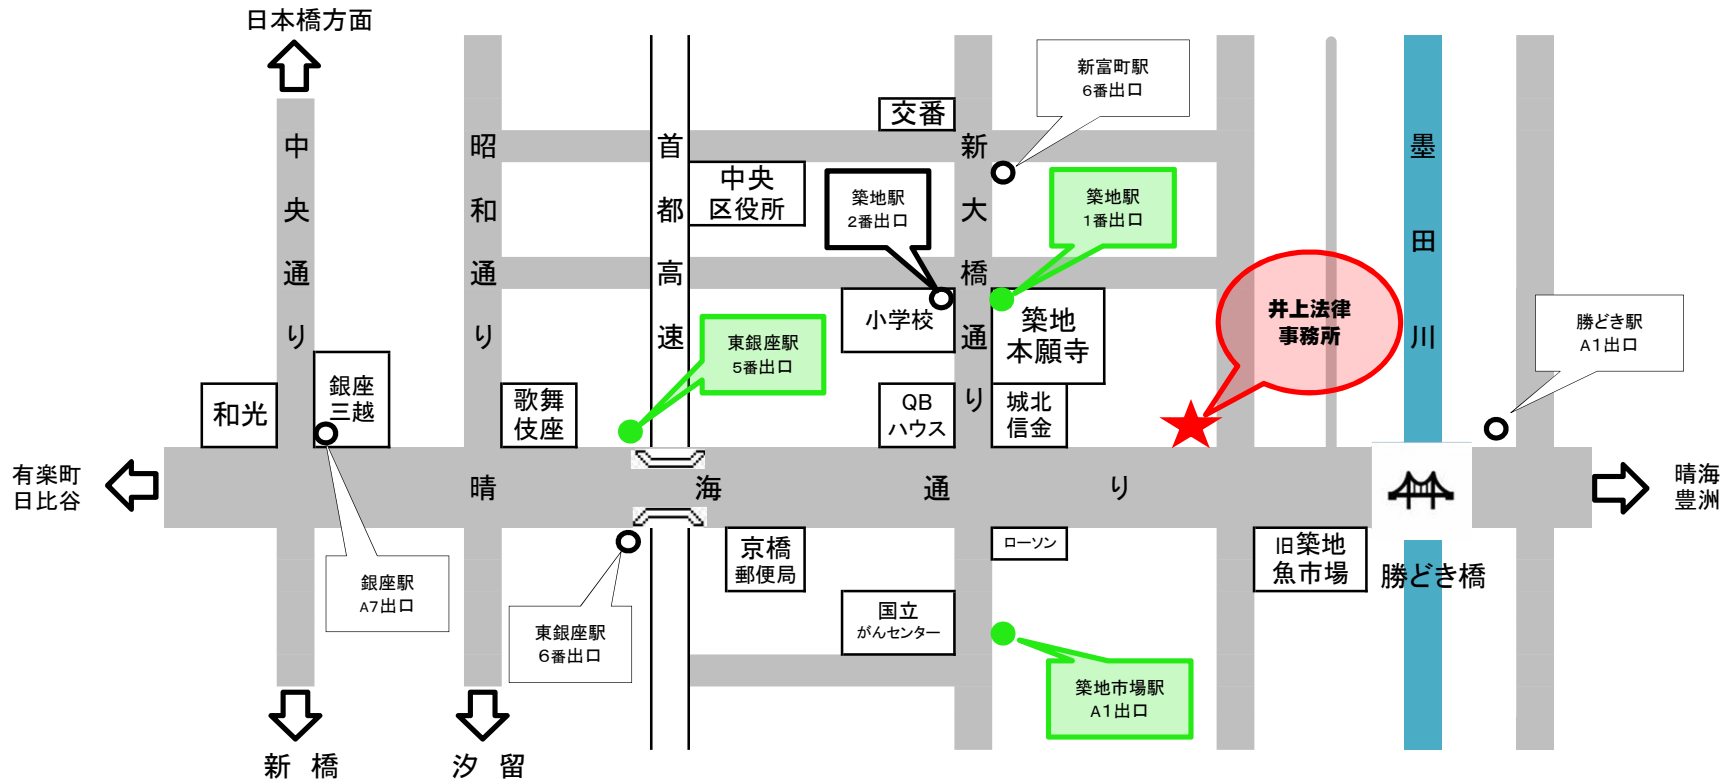 日本橋方面
中央通り
昭和通り
首都高速
新大橋通り
墨田川
新富町駅
6番出口
交番
中央
区役所
築地駅
2番出口
築地駅
1番出口
小学校
築地
本願寺
井上法律
事務所
勝どき駅
A1出口
東銀座駅
5番出口
和光
銀座
三越
歌舞
伎座
QB
ハウス
城北
信金
有楽町
日比谷
晴海通り
晴海
豊洲
銀座駅
A7出口
東銀座駅
6番出口
京橋
郵便局
ローソン
旧築地
魚市場
勝どき橋
国立
がんセンター
築地市場駅
A1出口
新橋
汐留